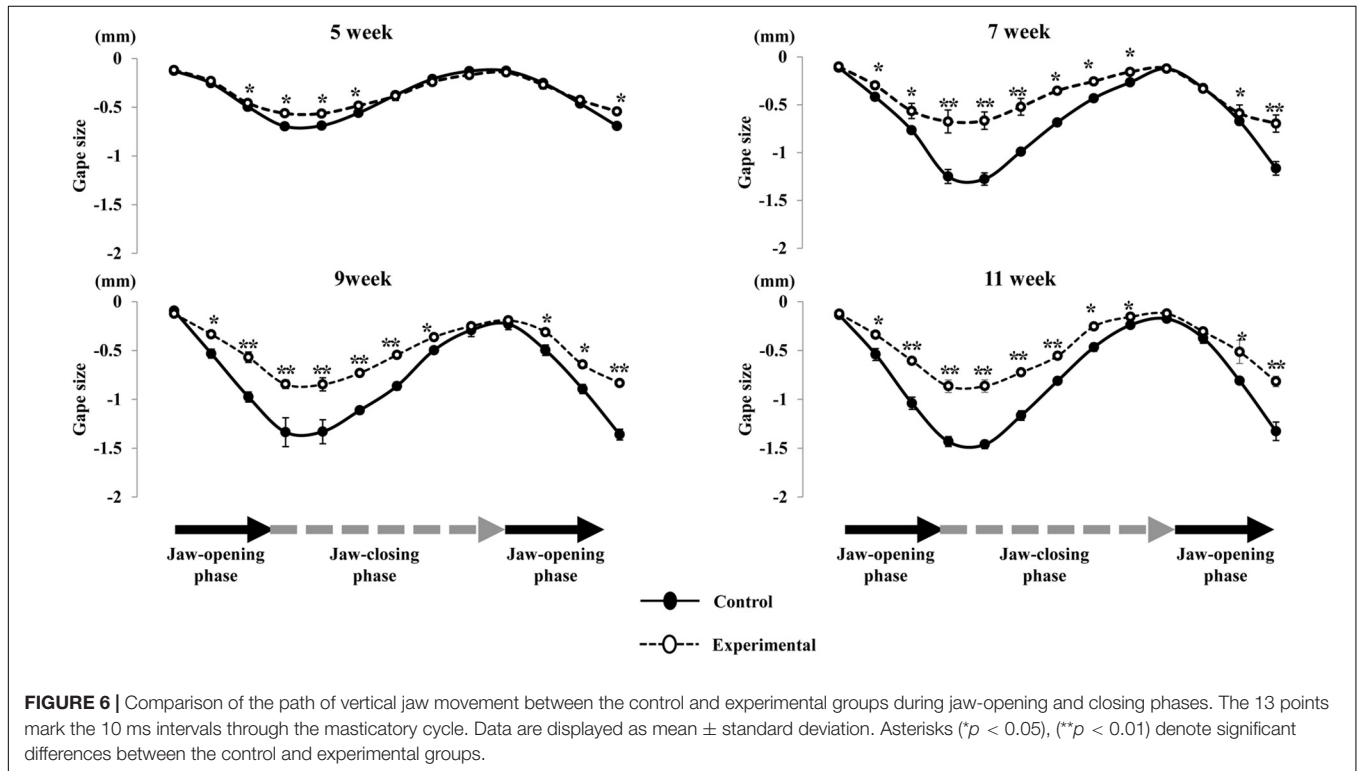 5 week
(mm)
0
-0.5
-1
-1.5
-2
Gape size
* * * * *
7 week
(mm)
0
-0.5
-1
-1.5
-2
Gape size
* * ** ** ** * * * * **
9week
(mm)
0
-0.5
-1
-1.5
-2
Gape size
* ** ** ** ** ** * * * **
11 week
(mm)
0
-0.5
-1
-1.5
-2
Gape size
* ** ** ** ** ** * * * **
Jaw-opening
phase
Jaw-closing
phase
Jaw-opening
phase
Jaw-opening
phase
Jaw-closing
phase
Jaw-opening
phase
Control
Experimental
FIGURE 6 | Comparison of the path of vertical jaw movement between the control and experimental groups during jaw-opening and closing phases. The 13 points
mark the 10 ms intervals through the masticatory cycle. Data are displayed as mean ± standard deviation. Asterisks (*p < 0.05), (**p < 0.01) denote significant
differences between the control and experimental groups.